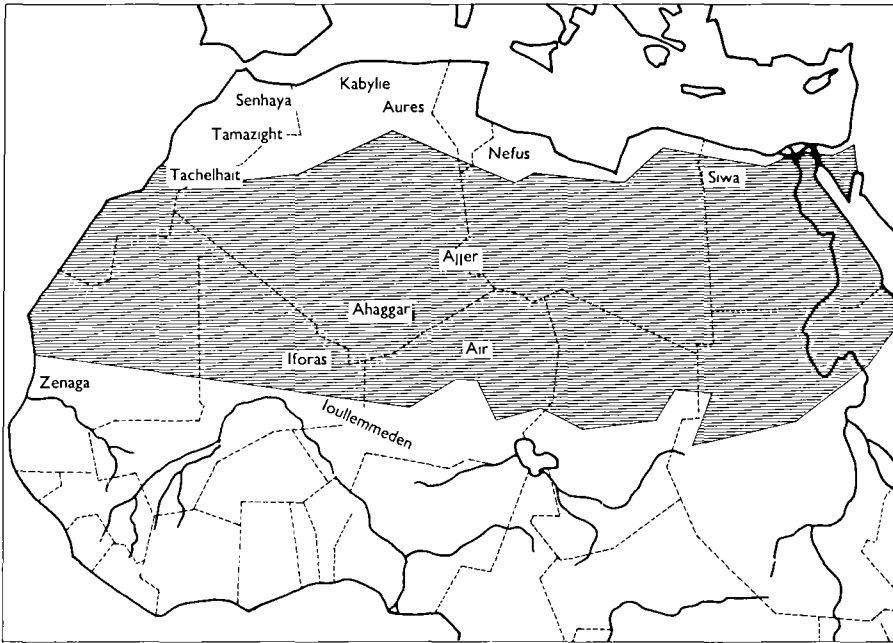 Kabylie
Senhaya
Aures
Tamazight
Nefus
Tachelhait
Siwa
Ajjer
Ahaggar
Iforas
Air
Zenaga
Ioullemmeden